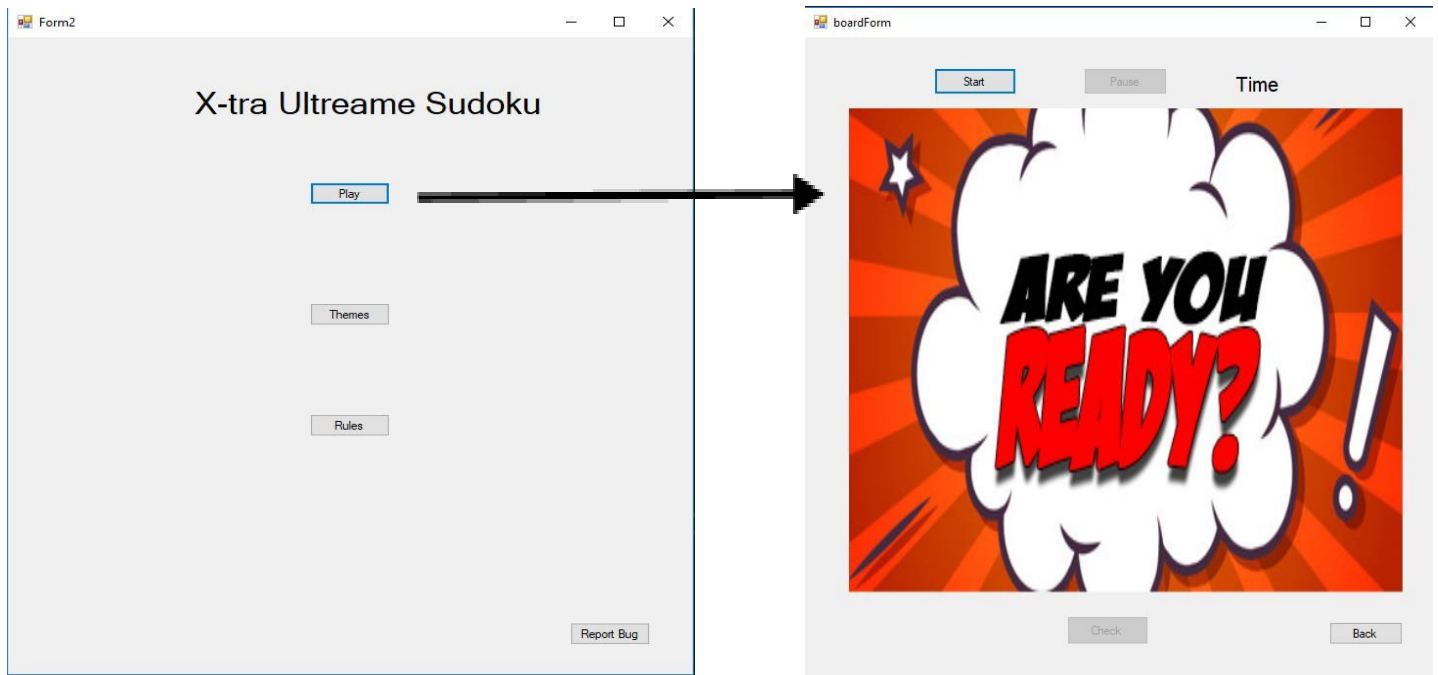 Form2
X-tra Ultreame Sudoku
Play
Themes
Rules
Report Bug
boardForm
Start Pause Time
ARE YOU
READY?
!
Check Back